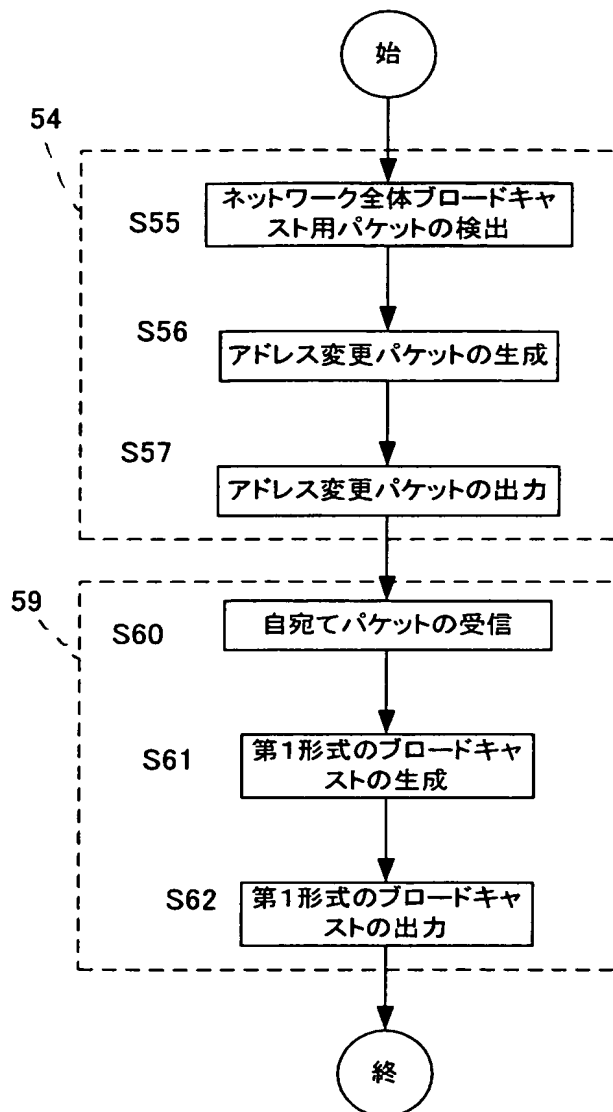 始
54
S55
ネットワーク全体ブロードキャ
スト用パケットの検出
S56
アドレス変更パケットの生成
S57
アドレス変更パケットの出力
59
S60
自宛てパケットの受信
S61
第1形式のブロードキャ
ストの生成
S62
第1形式のブロードキャ
ストの出力
終